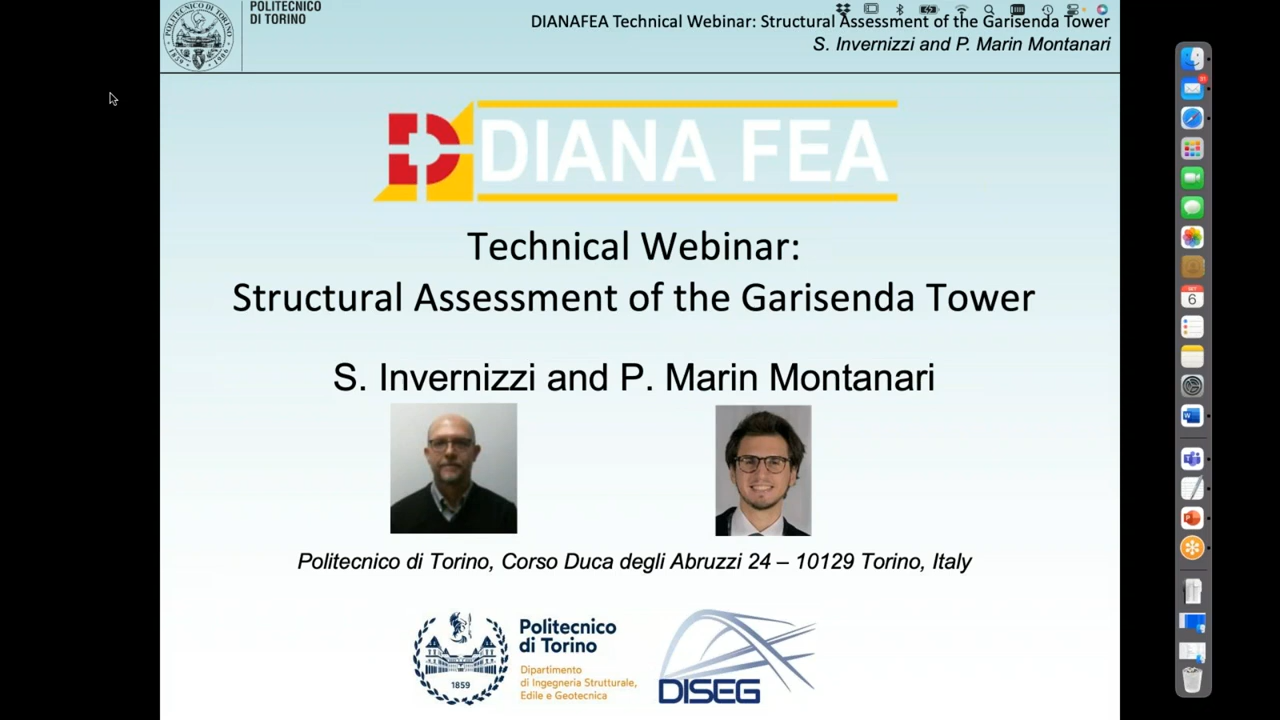 POLITECNICO
DI TORINO
DIANAFEA Technical Webinar: Structural Assessment of the Garisenda Tower
S. Invernizzi and P. Marin Montanari
DIANA FEA
Technical Webinar:
Structural Assessment of the Garisenda Tower
S. Invernizzi and P. Marin Montanari
Politecnico di Torino, Corso Duca degli Abruzzi 24 – 10129 Torino, Italy
Politecnico
di Torino
Dipartimento
di Ingegneria Strutturale,
Edile e Geotecnica
1859
DISEG
6